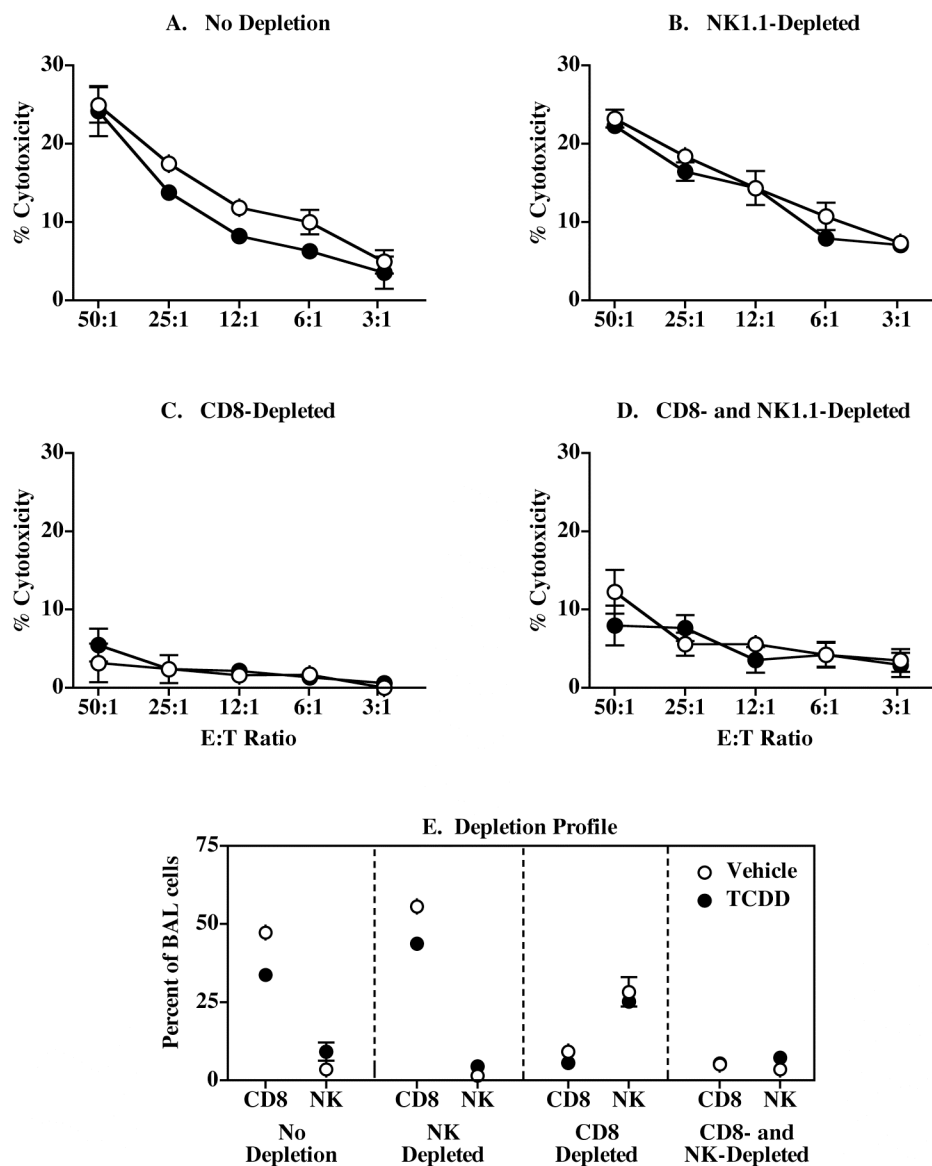 A. No Depletion
30
20
10
0
% Cytotoxicity
50:1 25:1 12:1 6:1 3:1
B. NK1.1-Depleted
30
20
10
0
% Cytotoxicity
50:1 25:1 12:1 6:1 3:1
C. CD8-Depleted
30
20
10
0
% Cytotoxicity
50:1 25:1 12:1 6:1 3:1
E:T Ratio
D. CD8- and NK1.1-Depleted
30
20
10
0
% Cytotoxicity
50:1 25:1 12:1 6:1 3:1
E:T Ratio
E. Depletion Profile
75
50
25
0
Percent of BAL cells
Vehicle
TCDD
CD8 NK CD8 NK CD8 NK CD8 NK
No
Depletion
NK
Depleted
CD8
Depleted
CD8- and
NK-Depleted